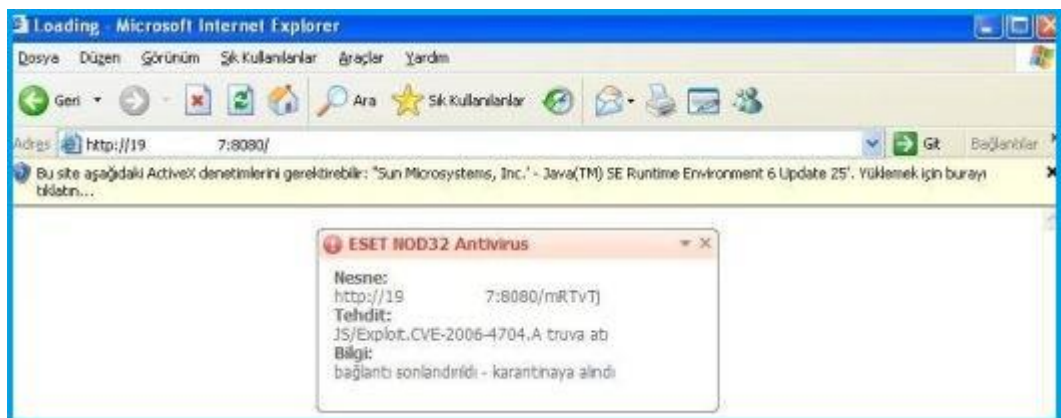 Loading - Microsoft Internet Explorer
Dosya Düzen Görünüm Sık Kullanılanlar Araçlar Yardım
Geri Ara Sık Kullanılanlar
Adres http://19 7:8080/ Git Bağlantılar
Bu site aşağıdaki ActiveX denetimlerini gerektirebilir: 'Sun Microsystems, Inc.' - Java(TM) SE Runtime Environment 6 Update 25'. Yüklemek için burayı
tıklatın...
ESET NOD32 Antivirus
Nesne:
http://19 7:8080/mRTvTj
Tehdit:
JS/Exploit.CVE-2006-4704.A truva atı
Bilgi:
bağlantı sonlandırıldı - karantinaya alındı